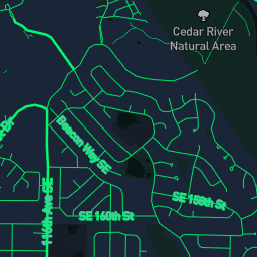 Cedar River
Natural Area
Beacon Way SE
SE 158th St
SE 160th St
116th Ave SE